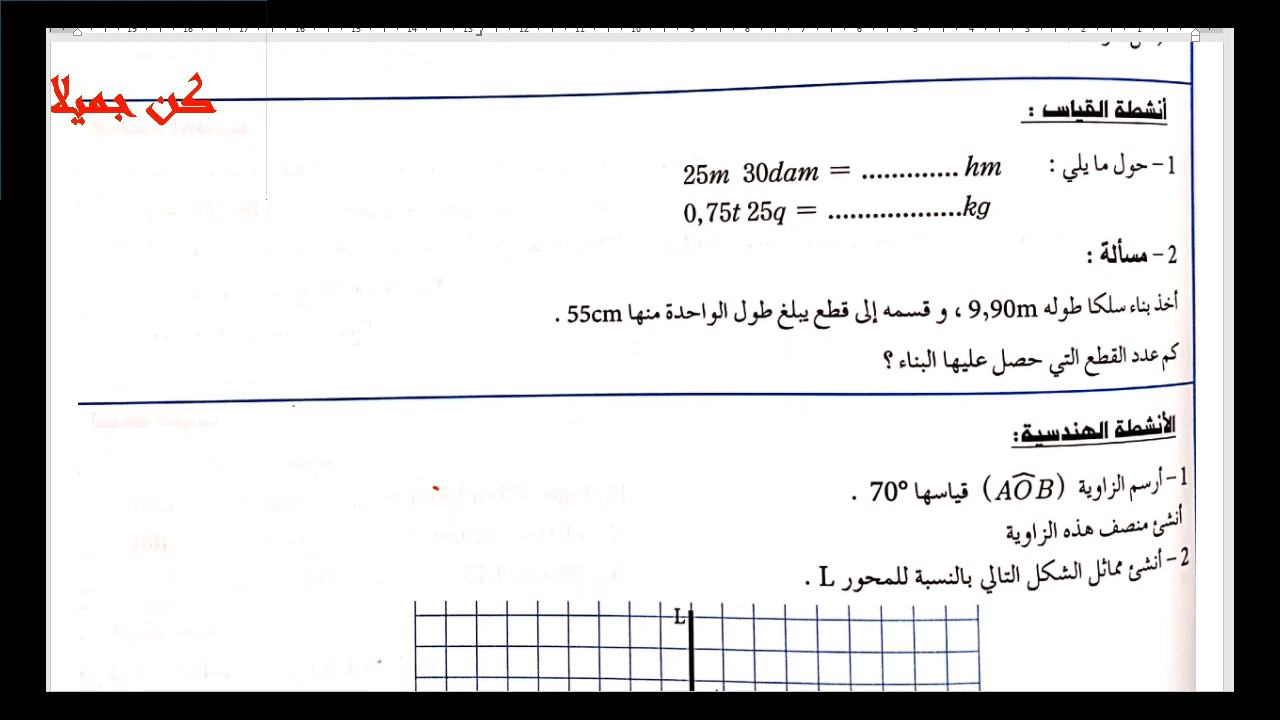 كن جميلا
أنشطة القياس :
1- حول ما يلي : 25m 30dam = ............. hm
0,75t 25q = ..................kg
2- مسألة :
أخذ بناء سلكا طوله 9,90m ، و قسمه إلى قطع يبلغ طول الواحدة منها 55cm .
كم عدد القطع التي حصل عليها البناء ؟
الأنشطة الهندسية:
1- أرسم الزاوية (AÔB) قياسها 70° .
أنشئ منصف هذه الزاوية
2- أنشئ مماثل الشكل التالي بالنسبة للمحور L .
L